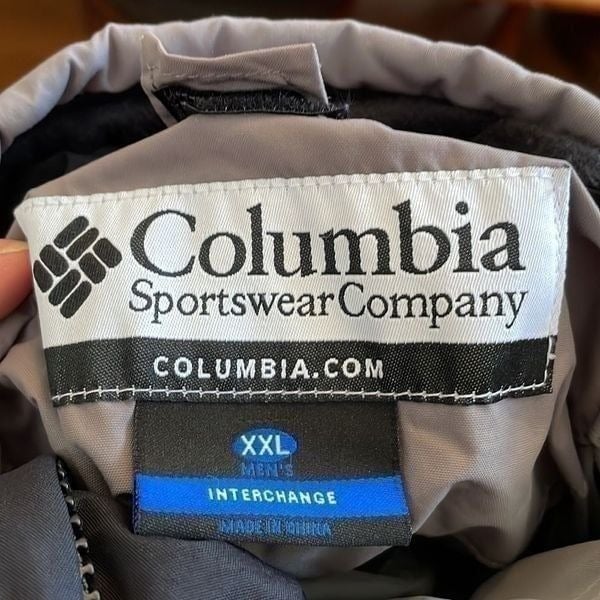 Columbia
Sportswear Company
COLUMBIA.COM
XXL
MEN'S
INTERCHANGE
MADE IN CHINA